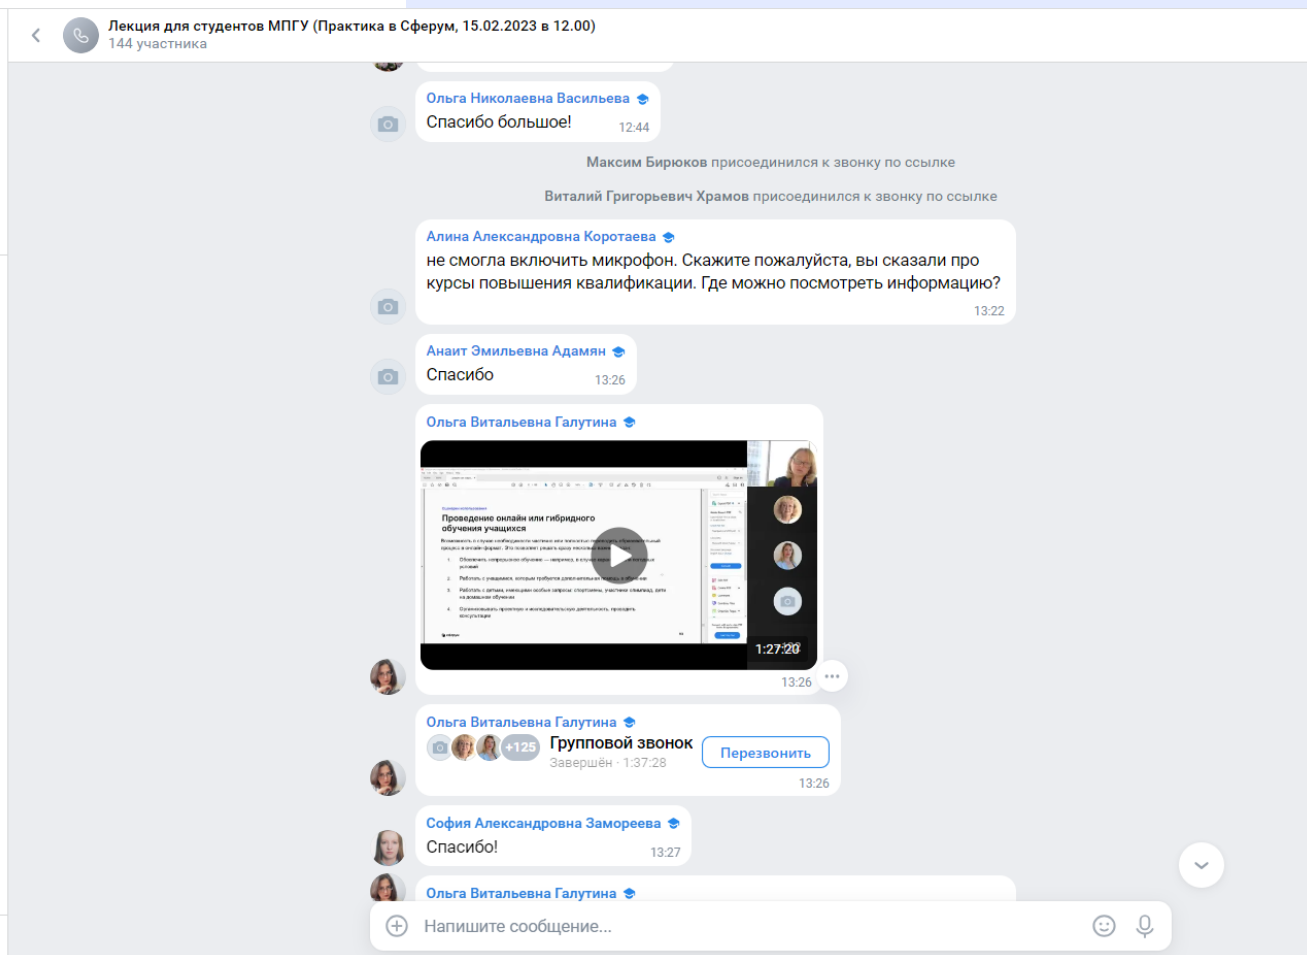 Лекция для студентов МПГУ (Практика в Сферум, 15.02.2023 в 12.00)
144 участника
Ольга Николаевна Васильева
Спасибо большое!
12:44
Максим Бирюков присоединился к звонку по ссылке
Виталий Григорьевич Храмов присоединился к звонку по ссылке
Алина Александровна Коротаева
не смогла включить микрофон. Скажите пожалуйста, вы сказали про
курсы повышения квалификации. Где можно посмотреть информацию?
13:22
Анаит Эмильевна Адамян
Спасибо
13:26
Ольга Витальевна Галутина
Проведение онлайн или гибридного
обучения учащихся
1:27:20
13:26
Ольга Витальевна Галутина
+125
Групповой звонок
Завершён · 1:37:28
Перезвонить
13:26
София Александровна Замореева
Спасибо!
13:27
Ольга Витальевна Галутина
Напишите сообщение...